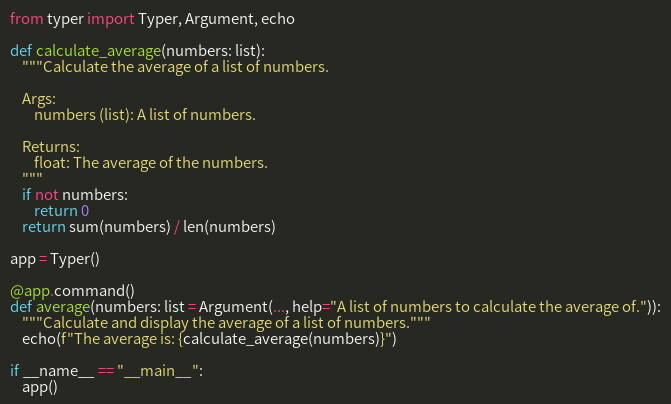 from typer import Typer, Argument, echo

def calculate_average(numbers: list):
    """Calculate the average of a list of numbers.

    Args:
        numbers (list): A list of numbers.

    Returns:
        float: The average of the numbers.
    """
    if not numbers:
        return 0
    return sum(numbers) / len(numbers)

app = Typer()

@app.command()
def average(numbers: list = Argument(..., help="A list of numbers to calculate the average of.")):
    """Calculate and display the average of a list of numbers."""
    echo(f"The average is: {calculate_average(numbers)}")

if __name__ == "__main__":
    app()